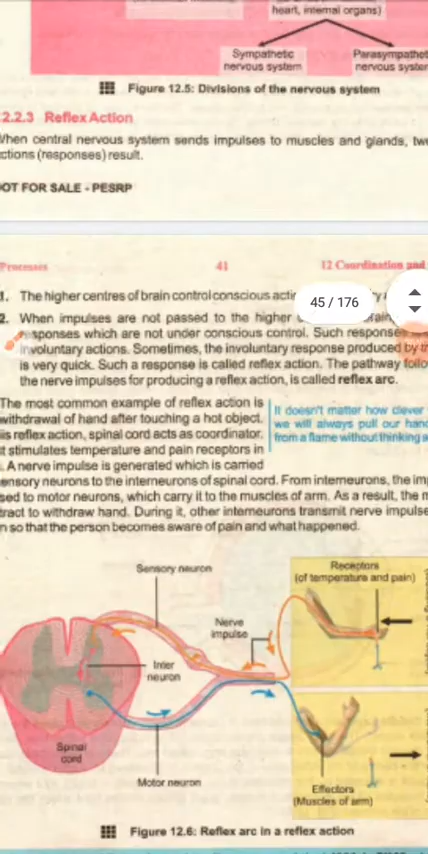 heart, internal organs)
Sympathetic
nervous system
Parasympathet
nervous system
Figure 12.5: Divisions of the nervous system
2.2.3 Reflex Action
When central nervous system sends impulses to muscles and glands, tw
ctions (responses) result.
OT FOR SALE - PESRP
Processes 41 12 Coordination and
1. The higher centres of brain control conscious acti
45 / 176
2. When impulses are not passed to the higher
sponses which are not under conscious control. Such responses
involuntary actions. Sometimes, the involuntary response produced by th
is very quick. Such a response is called reflex action. The pathway follo
the nerve impulses for producing a reflex action, is called reflex arc.
The most common example of reflex action is
withdrawal of hand after touching a hot object.
is reflex action, spinal cord acts as coordinator.
t stimulates temperature and pain receptors in
. A nerve impulse is generated which is carried
It doesn't matter how clever
we will always pull our hand
from a flame without thinking a
ensory neurons to the interneurons of spinal cord. From interneurons, the imp
sed to motor neurons, which carry it to the muscles of arm. As a result, the m
tract to withdraw hand. During it, other interneurons transmit nerve impulse
n so that the person becomes aware of pain and what happened.
Sensory neuron
Receptors
(of temperature and pain)
Nerve
impulse
Inter
neuron
Spinal
cord
Motor neuron
Effectors
(Muscles of arm)
Figure 12.6: Reflex arc in a reflex action